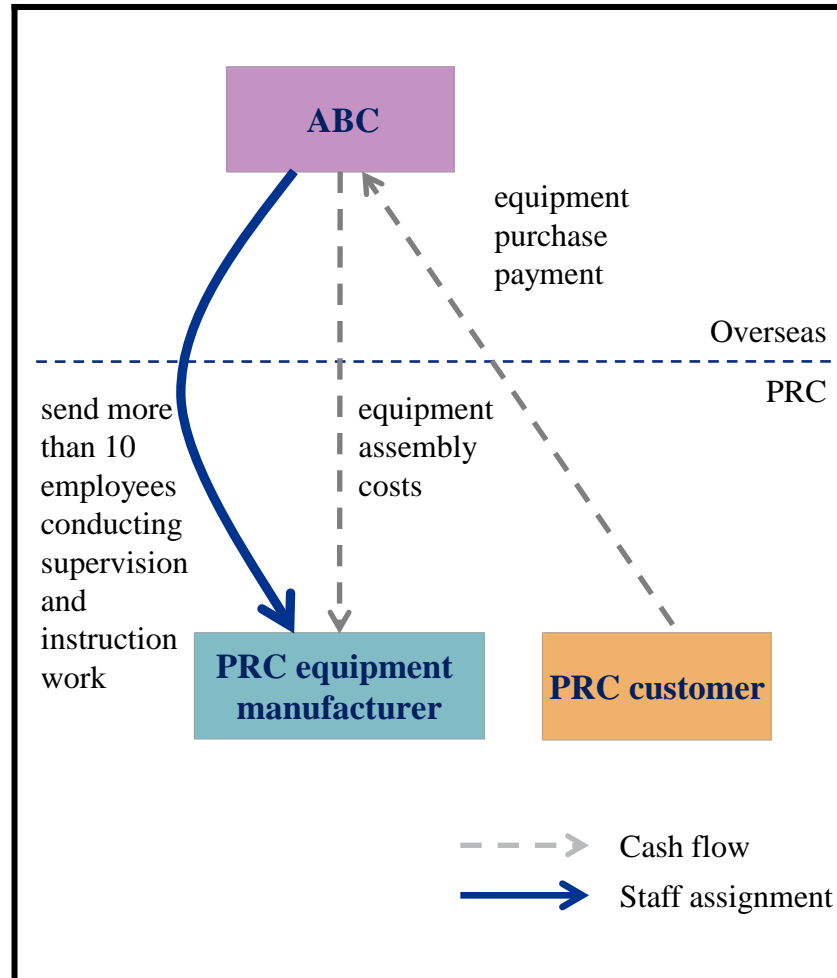 ABC
equipment
purchase
payment
Overseas
PRC
send more
than 10
employees
conducting
supervision
and
instruction
work
equipment
assembly
costs
PRC equipment
manufacturer
PRC customer
Cash flow
Staff assignment